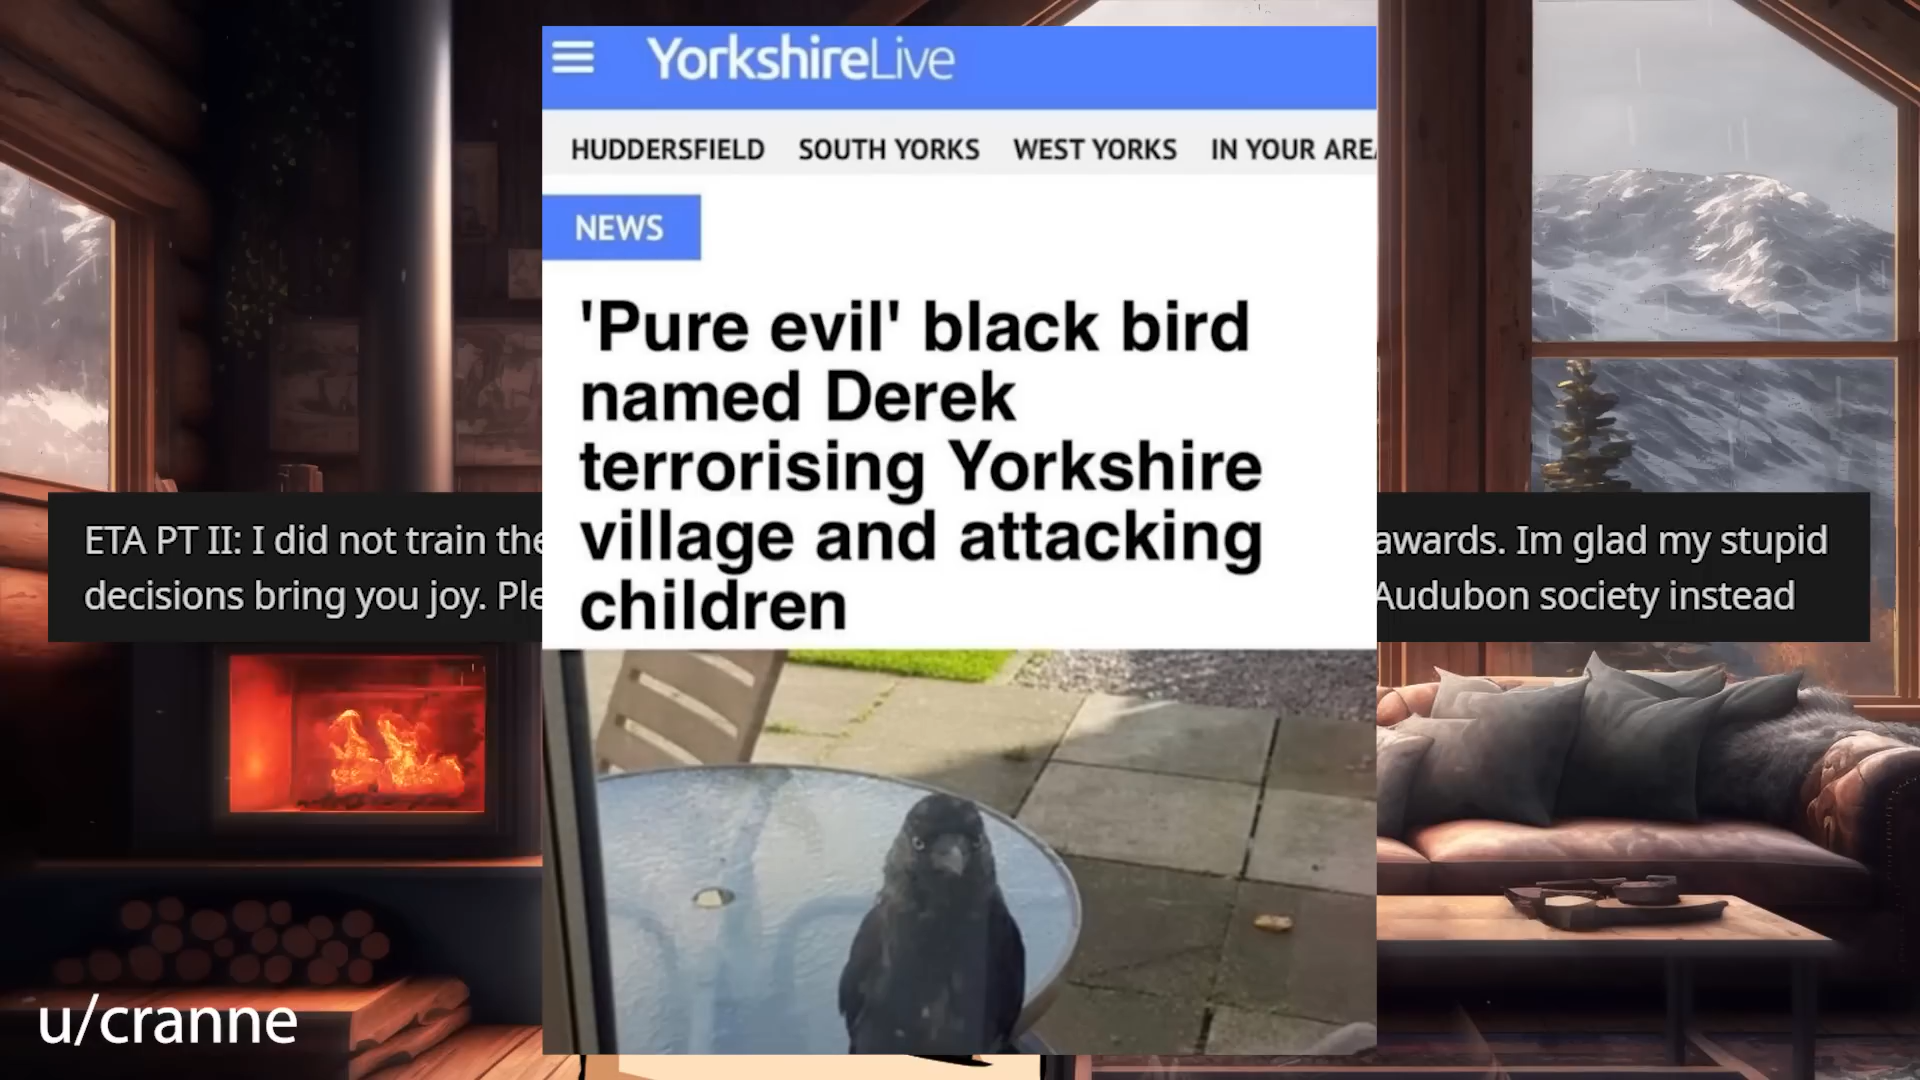 YorkshireLive
HUDDERSFIELD SOUTH YORKS WEST YORKS IN YOUR AREA
NEWS
'Pure evil' black bird
named Derek
terrorising Yorkshire
village and attacking
children
ETA PT II: I did not train the awards. Im glad my stupid
decisions bring you joy. Ple Audubon society instead
u/cranne